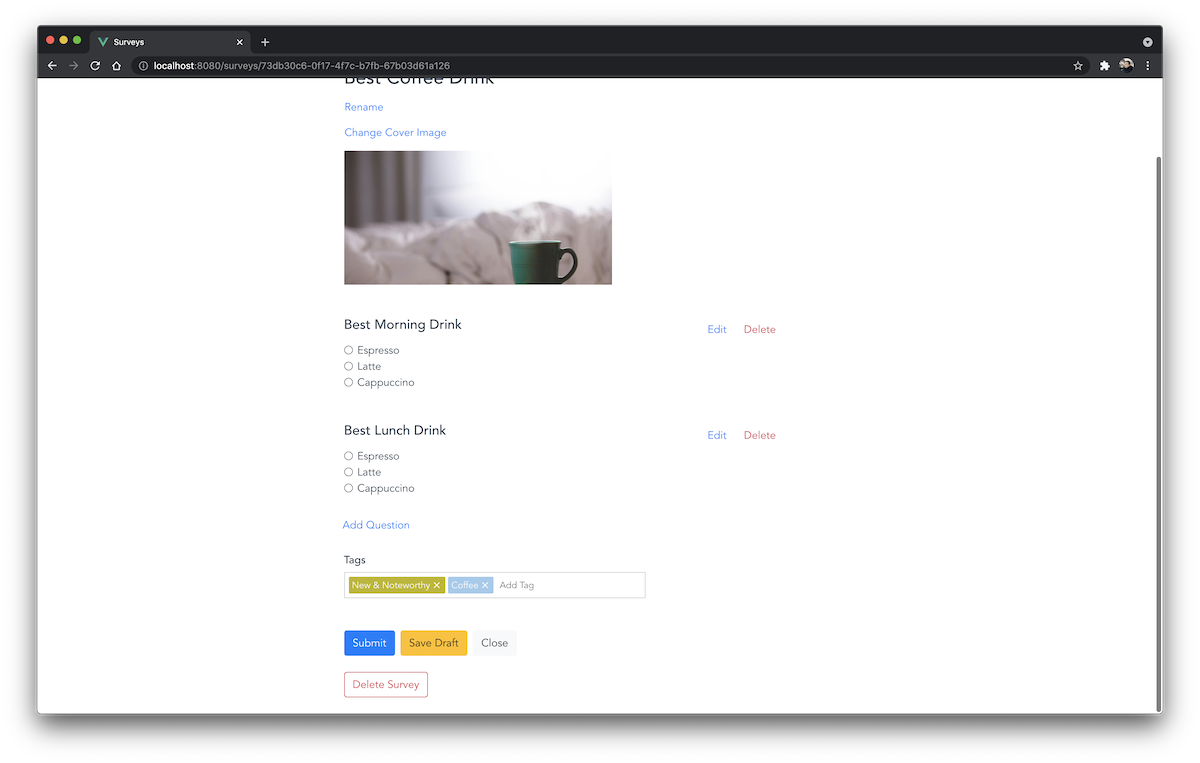 Surveys
localhost:8080/surveys/73db30c6-0f17-4f7c-b7fb-67b03d61a126
Best Coffee Drink
Rename
Change Cover Image
Best Morning Drink
Edit Delete
Espresso
Latte
Cappuccino
Best Lunch Drink
Edit Delete
Espresso
Latte
Cappuccino
Add Question
Tags
New & Noteworthy Coffee Add Tag
Submit Save Draft Close
Delete Survey